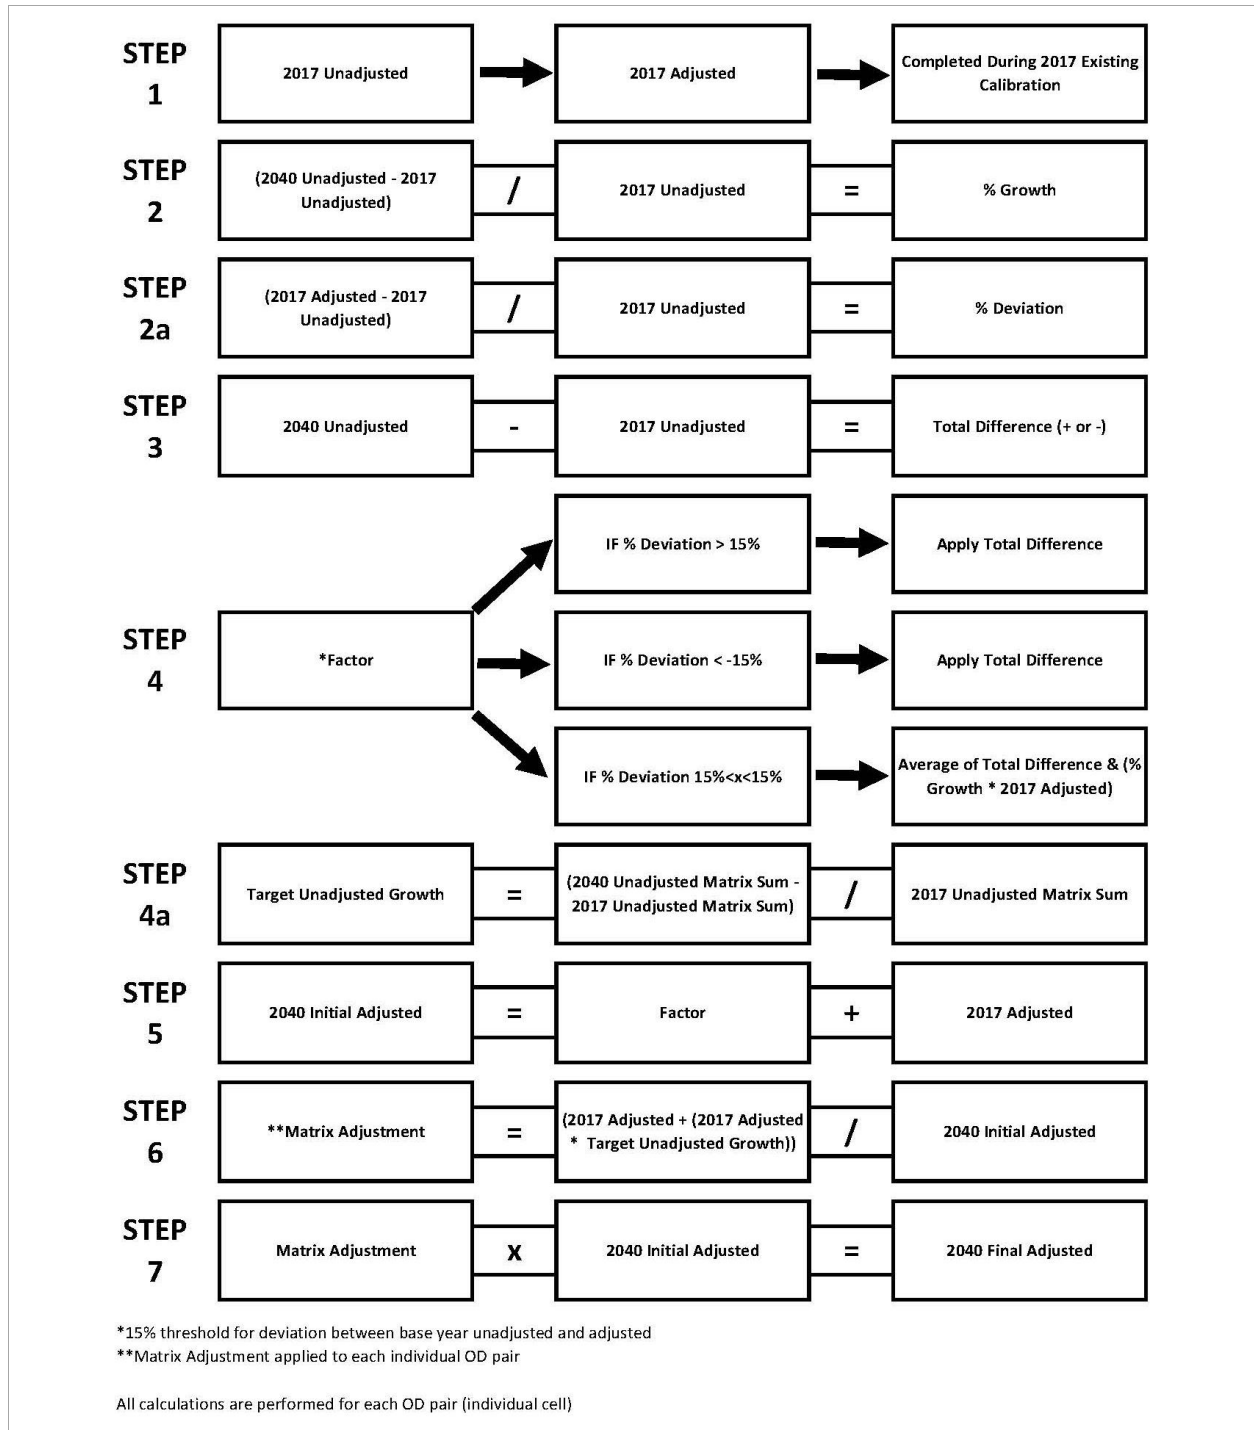 STEP
1
2017 Unadjusted
2017 Adjusted
Completed During 2017 Existing
Calibration
STEP
2
(2040 Unadjusted - 2017
Unadjusted)
/
2017 Unadjusted
=
% Growth
STEP
2a
(2017 Adjusted - 2017
Unadjusted)
/
2017 Unadjusted
=
% Deviation
STEP
3
2040 Unadjusted
-
2017 Unadjusted
=
Total Difference (+ or -)
STEP
4
*Factor
IF % Deviation > 15%
Apply Total Difference
IF % Deviation < -15%
Apply Total Difference
IF % Deviation 15%<x<15%
Average of Total Difference & (%
Growth * 2017 Adjusted)
STEP
4a
Target Unadjusted Growth
=
(2040 Unadjusted Matrix Sum -
2017 Unadjusted Matrix Sum)
/
2017 Unadjusted Matrix Sum
STEP
5
2040 Initial Adjusted
=
Factor
+
2017 Adjusted
STEP
6
**Matrix Adjustment
=
(2017 Adjusted + (2017 Adjusted
* Target Unadjusted Growth))
/
2040 Initial Adjusted
STEP
7
Matrix Adjustment
x
2040 Initial Adjusted
=
2040 Final Adjusted
*15% threshold for deviation between base year unadjusted and adjusted
**Matrix Adjustment applied to each individual OD pair
All calculations are performed for each OD pair (individual cell)